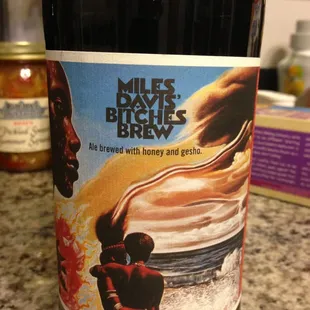 MILES
DAVIS'
BITCHES
BREW
Ale brewed with honey and gesho.